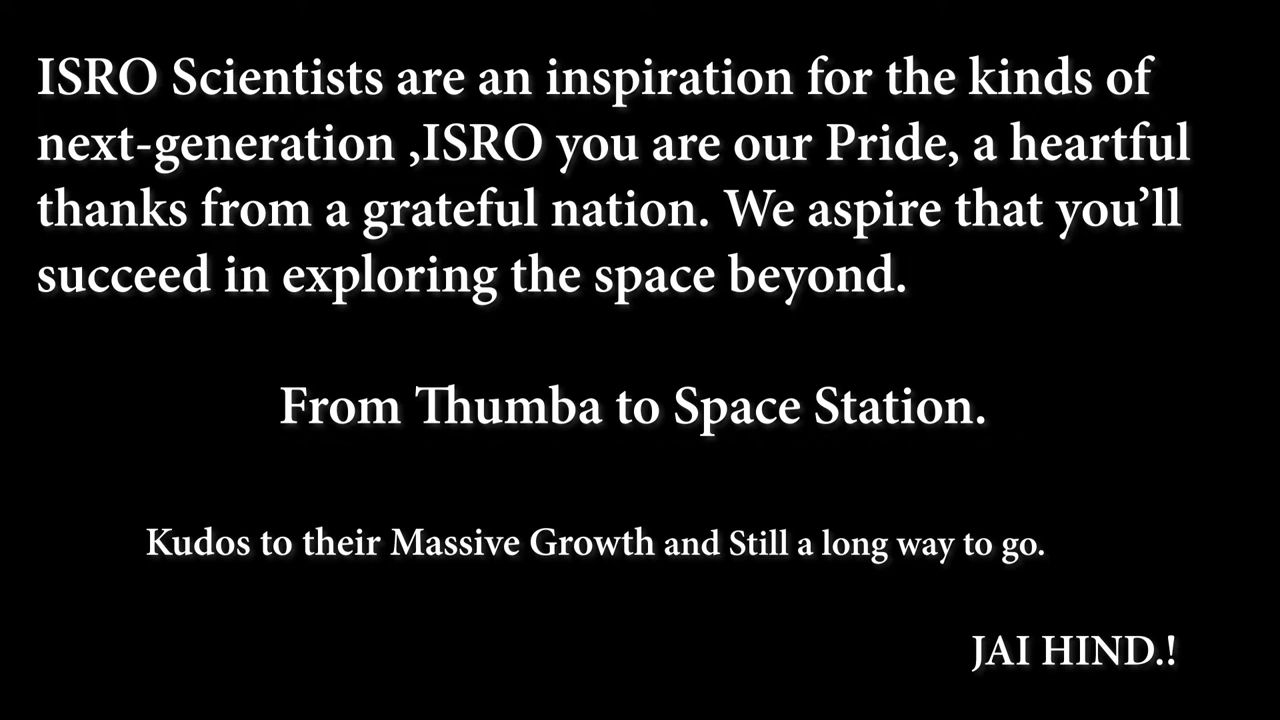 ISRO Scientists are an inspiration for the kinds of
next-generation ,ISRO you are our Pride, a heartful
thanks from a grateful nation. We aspire that you’ll
succeed in exploring the space beyond.
From Thumba to Space Station.
Kudos to their Massive Growth and Still a long way to go.
JAI HIND.!